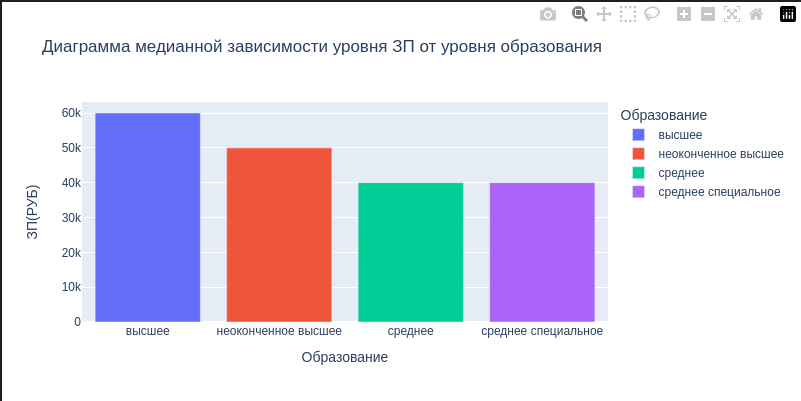 Диаграмма медианной зависимости уровня ЗП от уровня образования
Образование
высшее
неоконченное высшее
среднее
среднее специальное
ЗП(РУБ)
60k
50k
40k
30k
20k
10k
0
высшее неоконченное высшее среднее среднее специальное
Образование